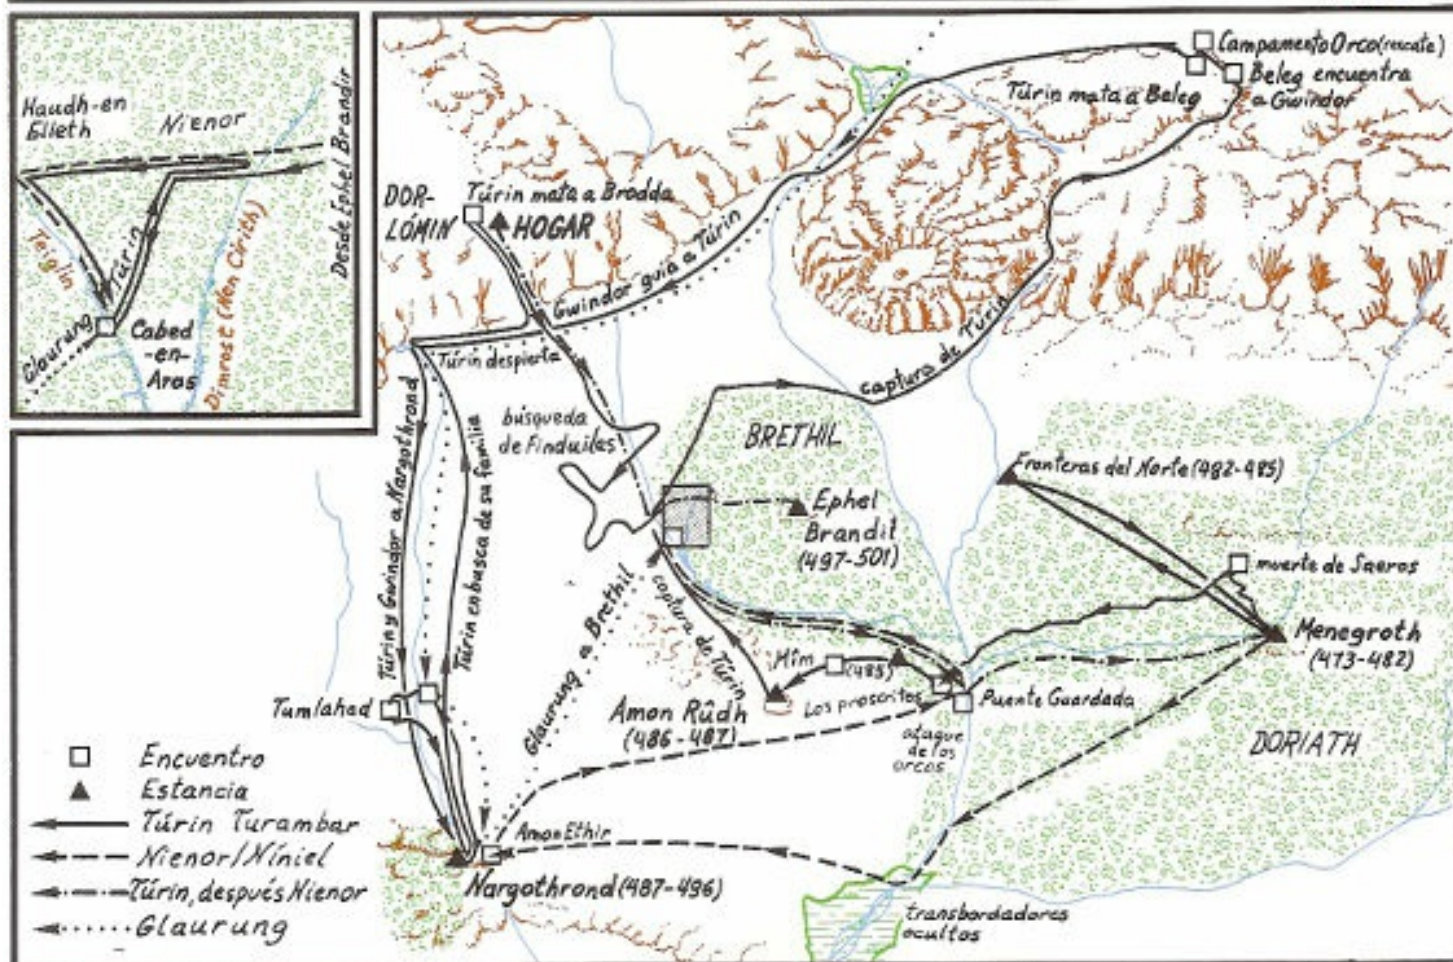 Haudh-en
Elleth
Nienor
Desde Ephel Brandir
Teiglin
Túrin
Glaurung
Cabed
-en-
Aras
Dimrost (Nen Cirith)
Campamento Orco (rescate)
Beleg encuentra
a Gwindor
Túrin mata a Beleg
DOR-
LÓMIN
Túrin mata a Brodda
HOGAR
Gwindor guía a Túrin
captura de Túrin
Túrin despierta
búsqueda
de Finduilas
BRETHIL
Fronteras del Norte (482-485)
Ephel
Brandil
(497-501)
muerte de Saeros
Menegroth
(473-482)
Túrin y Gwindor a Nargothrond
Túrin en busca de su familia
Glaurung a Brethil
captura de Túrin
Mîm
(485)
Los proscritos
Puente Guardada
Amon Rûdh
(486-487)
ataque
de los
orcos
DORIATH
Tumlahad
Amon Ethir
Nargothrond (487-496)
transbordadores
ocultos
Encuentro
Estancia
Túrin Turambar
Nienor/Níniel
Túrin, después Nienor
Glaurung